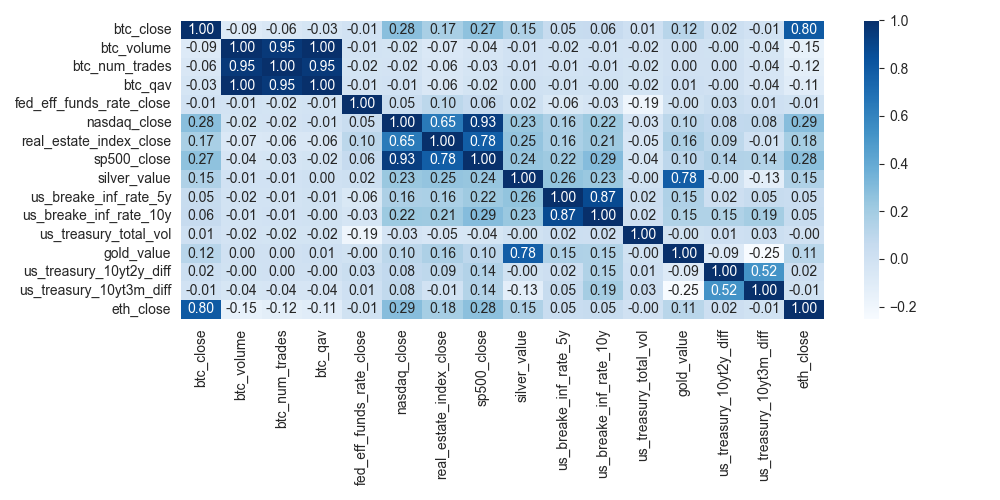 btc_close 1.00 -0.09 -0.06 -0.03 -0.01 0.28 0.17 0.27 0.15 0.05 0.06 0.01 0.12 0.02 -0.01 0.80
btc_volume -0.09 1.00 0.95 1.00 -0.01 -0.02 -0.07 -0.04 -0.01 -0.02 -0.01 -0.02 0.00 -0.00 -0.04 -0.15
btc_num_trades -0.06 0.95 1.00 0.95 -0.02 -0.02 -0.06 -0.03 -0.01 -0.01 -0.01 -0.02 0.00 -0.00 -0.04 -0.12
btc_qav -0.03 1.00 0.95 1.00 -0.01 -0.01 -0.06 -0.02 0.00 -0.01 -0.00 -0.02 0.01 -0.00 -0.04 -0.11
fed_eff_funds_rate_close -0.01 -0.01 -0.02 -0.01 1.00 0.05 0.10 0.06 0.02 -0.06 -0.03 -0.19 -0.00 0.03 0.01 -0.01
nasdaq_close 0.28 -0.02 -0.02 -0.01 0.05 1.00 0.65 0.93 0.23 0.16 0.22 -0.03 0.10 0.08 0.08 0.29
real_estate_index_close 0.17 -0.07 -0.06 -0.06 0.10 0.65 1.00 0.78 0.25 0.16 0.21 -0.05 0.16 0.09 -0.01 0.18
sp500_close 0.27 -0.04 -0.03 -0.02 0.06 0.93 0.78 1.00 0.24 0.22 0.29 -0.04 0.10 0.14 0.14 0.28
silver_value 0.15 -0.01 -0.01 0.00 0.02 0.23 0.25 0.24 1.00 0.26 0.23 -0.00 0.78 -0.00 -0.13 0.15
us_breake_inf_rate_5y 0.05 -0.02 -0.01 -0.01 -0.06 0.16 0.16 0.22 0.26 1.00 0.87 0.02 0.15 0.02 0.05 0.05
us_breake_inf_rate_10y 0.06 -0.01 -0.01 -0.00 -0.03 0.22 0.21 0.29 0.23 0.87 1.00 0.02 0.15 0.15 0.19 0.05
us_treasury_total_vol 0.01 -0.02 -0.02 -0.02 -0.19 -0.03 -0.05 -0.04 -0.00 0.02 0.02 1.00 -0.00 0.01 0.03 -0.00
gold_value 0.12 0.00 0.00 0.01 -0.00 0.10 0.16 0.10 0.78 0.15 0.15 -0.00 1.00 -0.09 -0.25 0.11
us_treasury_10yt2y_diff 0.02 -0.00 -0.00 -0.00 0.03 0.08 0.09 0.14 -0.00 0.02 0.15 0.01 -0.09 1.00 0.52 0.02
us_treasury_10yt3m_diff -0.01 -0.04 -0.04 -0.04 0.01 0.08 -0.01 0.14 -0.13 0.05 0.19 0.03 -0.25 0.52 1.00 -0.01
eth_close 0.80 -0.15 -0.12 -0.11 -0.01 0.29 0.18 0.28 0.15 0.05 0.05 -0.00 0.11 0.02 -0.01 1.00
btc_close
btc_volume
btc_num_trades
btc_qav
fed_eff_funds_rate_close
nasdaq_close
real_estate_index_close
sp500_close
silver_value
us_breake_inf_rate_5y
us_breake_inf_rate_10y
us_treasury_total_vol
gold_value
us_treasury_10yt2y_diff
us_treasury_10yt3m_diff
eth_close
1.0
0.8
0.6
0.4
0.2
0.0
−0.2